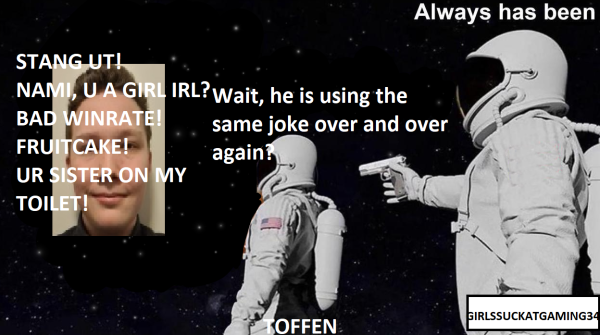 Always has been
STANG UT!
NAMI, U A GIRL IRL?
BAD WINRATE!
FRUITCAKE!
UR SISTER ON MY
TOILET!
Wait, he is using the
same joke over and over
again?
TOFFEN
GIRLSSUCKATGAMING34